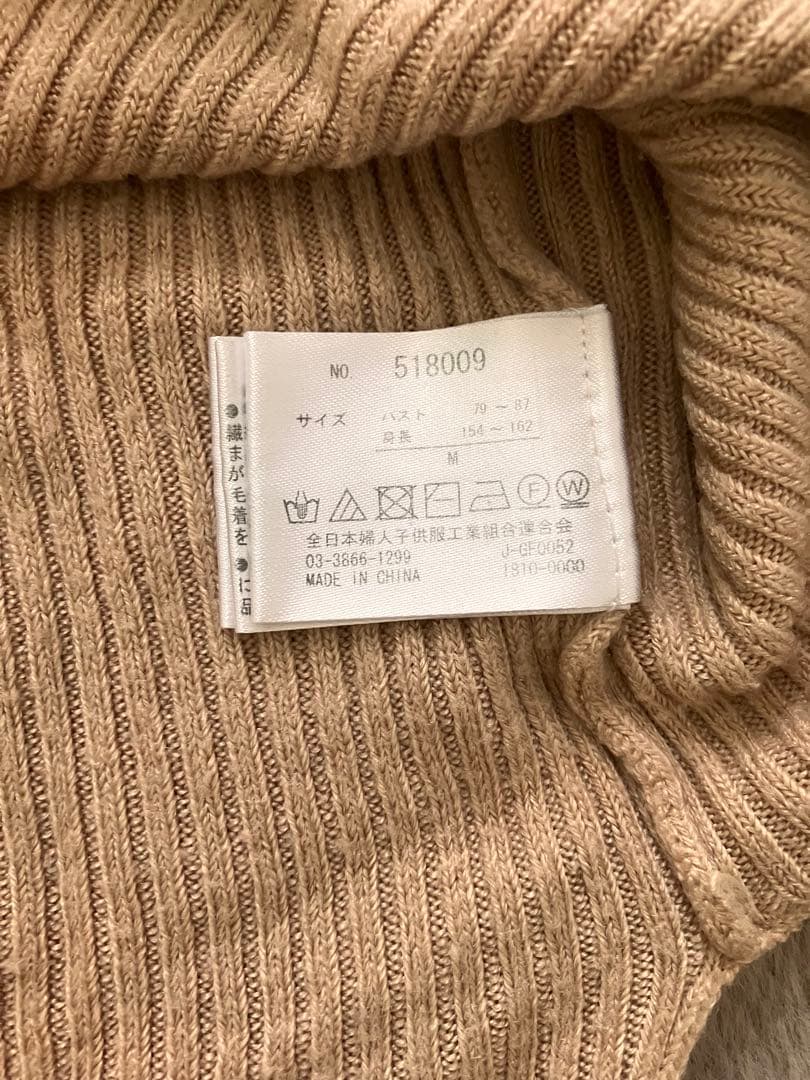 NO. 518009
サイズ バスト 79 ～ 87
身長 154 ～ 162
M
F W
全日本婦人子供服工業組合連合会
03-3866-1299 J-GF0052
MADE IN CHINA 1810-0000
繊
まが
毛
着
を
に
品